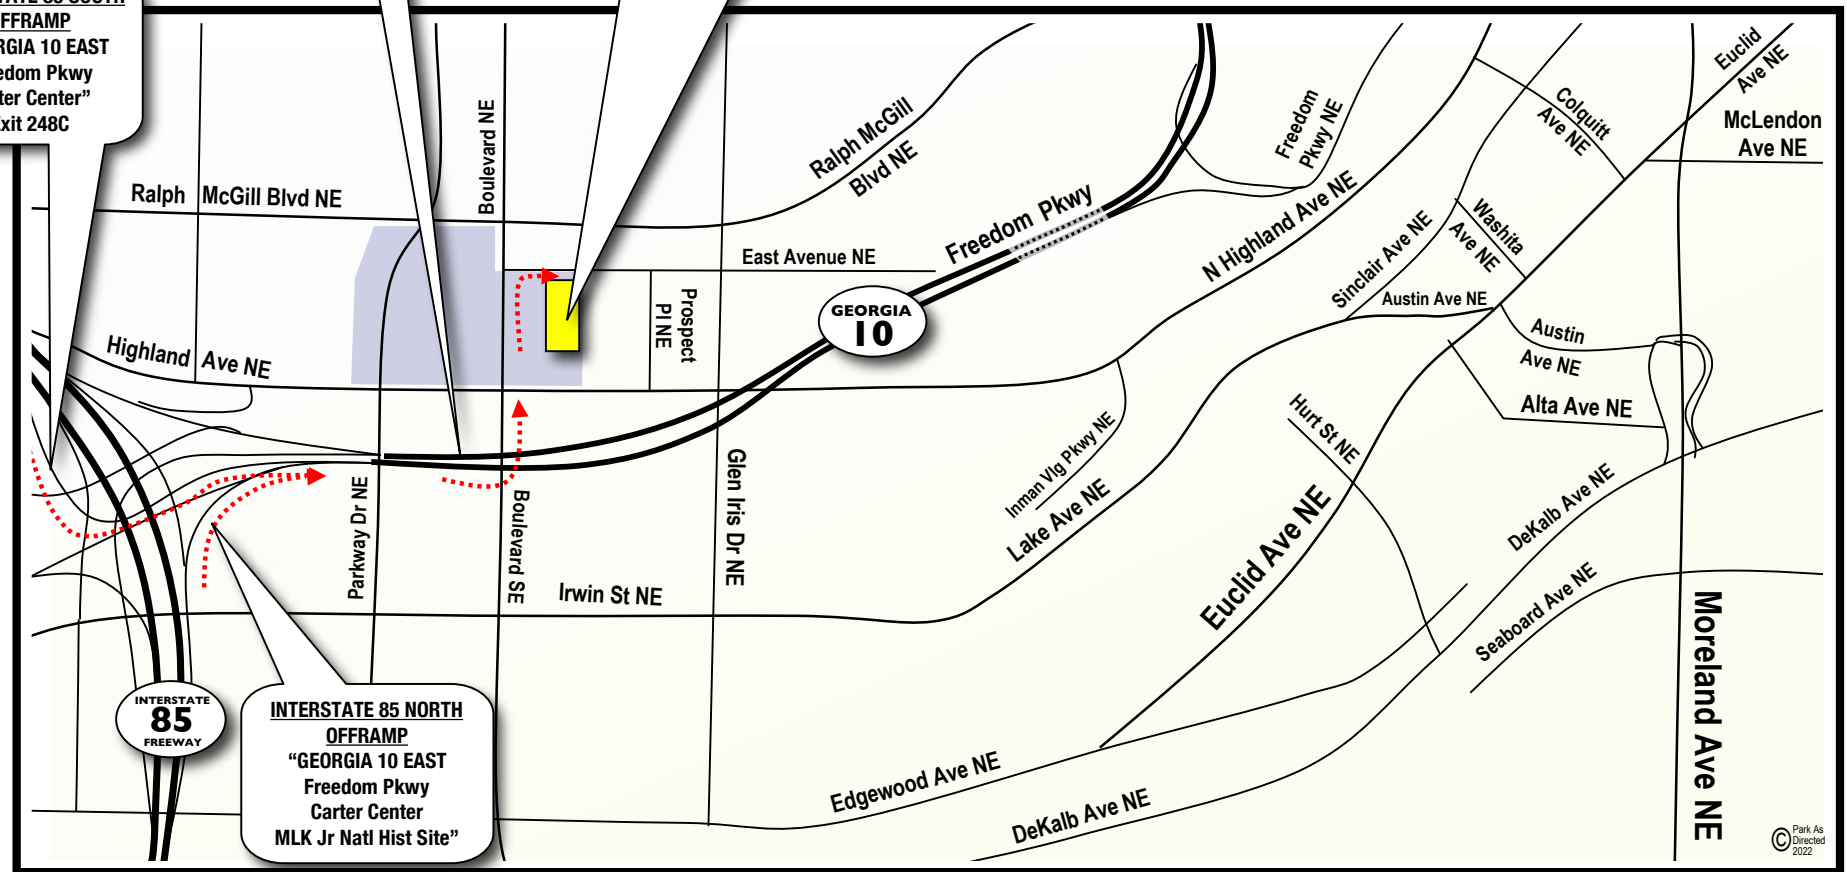 OFFRAMP
10 EAST
Pkwy
Center”
248C
Boulevard NE
Ralph McGill
Blvd NE
Freedom
Pkwy NE
Colquitt
Ave NE
Euclid
Ave NE
McLendon
Ave NE
Ralph McGill Blvd NE
East Avenue NE
Freedom Pkwy
N Highland Ave NE
Sinclair Ave NE
Washita
Ave NE
Austin Ave NE
Prospect
Pl NE
GEORGIA
10
Highland Ave NE
Austin
Ave NE
Alta Ave NE
Inman Vlg Pkwy NE
Hurt St NE
Lake Ave NE
Parkway Dr NE
Boulevard SE
Glen Iris Dr NE
Irwin St NE
Euclid Ave NE
DeKalb Ave NE
Seaboard Ave NE
Moreland Ave NE
INTERSTATE
85
FREEWAY
INTERSTATE 85 NORTH
OFFRAMP
“GEORGIA 10 EAST
Freedom Pkwy
Carter Center
MLK Jr Natl Hist Site”
Edgewood Ave NE
DeKalb Ave NE
© Park As
Directed
2022